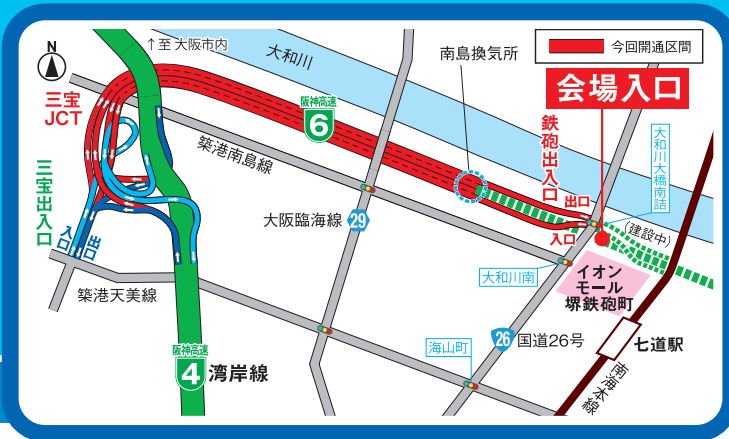 N
↑至 大阪市内
大和川
南島換気所
今回開通区間
会場入口
三宝
JCT
阪神高速
6
築港南島線
鉄砲出入口
大和川大橋南詰
三宝出入口
入口
出口
大阪臨海線
29
出口
入口
(建設中)
大和川南
イオン
モール
堺鉄砲町
築港天美線
阪神高速
4
湾岸線
海山町
26
国道26号
七道駅
南海本線